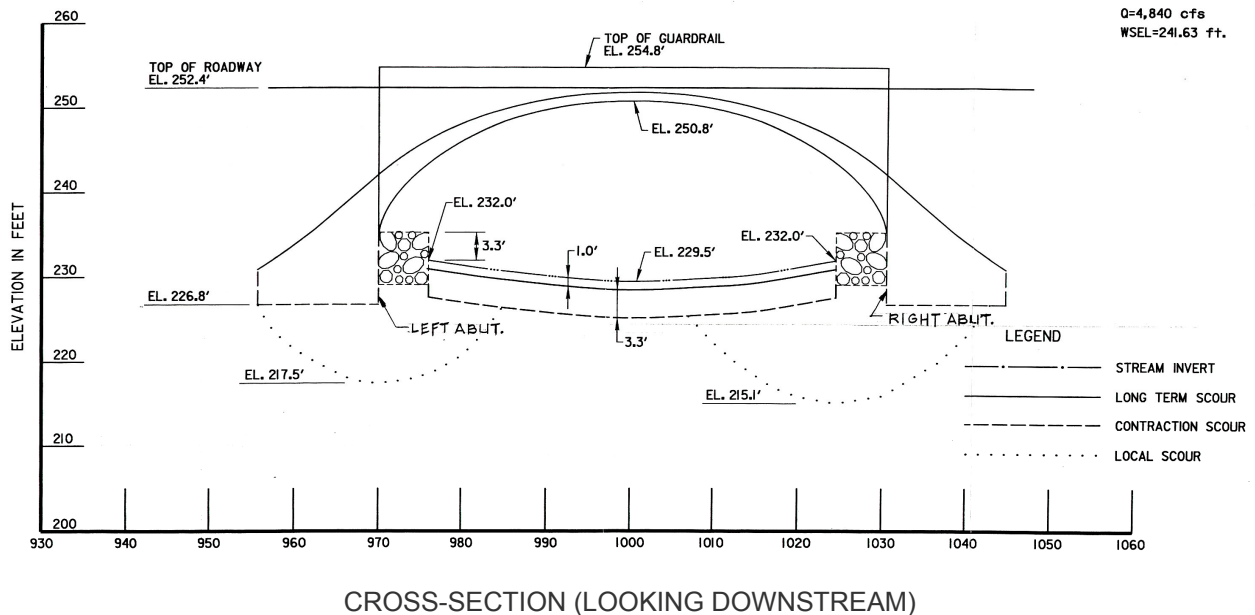 Q=4,840 cfs
WSEL=241.63 ft.
260
TOP OF GUARDRAIL
EL. 254.8'
TOP OF ROADWAY
EL. 252.4'
250
EL. 250.8'
240
EL. 232.0'
3.3'
1.0'
EL. 229.5'
EL. 232.0'
230
EL. 226.8'
LEFT ABUT.
3.3'
RIGHT ABUT.
ELEVATION IN FEET
220
EL. 217.5'
EL. 215.1'
210
200
LEGEND
STREAM INVERT
LONG TERM SCOUR
CONTRACTION SCOUR
LOCAL SCOUR
930 940 950 960 970 980 990 1000 1010 1020 1030 1040 1050 1060
CROSS-SECTION (LOOKING DOWNSTREAM)